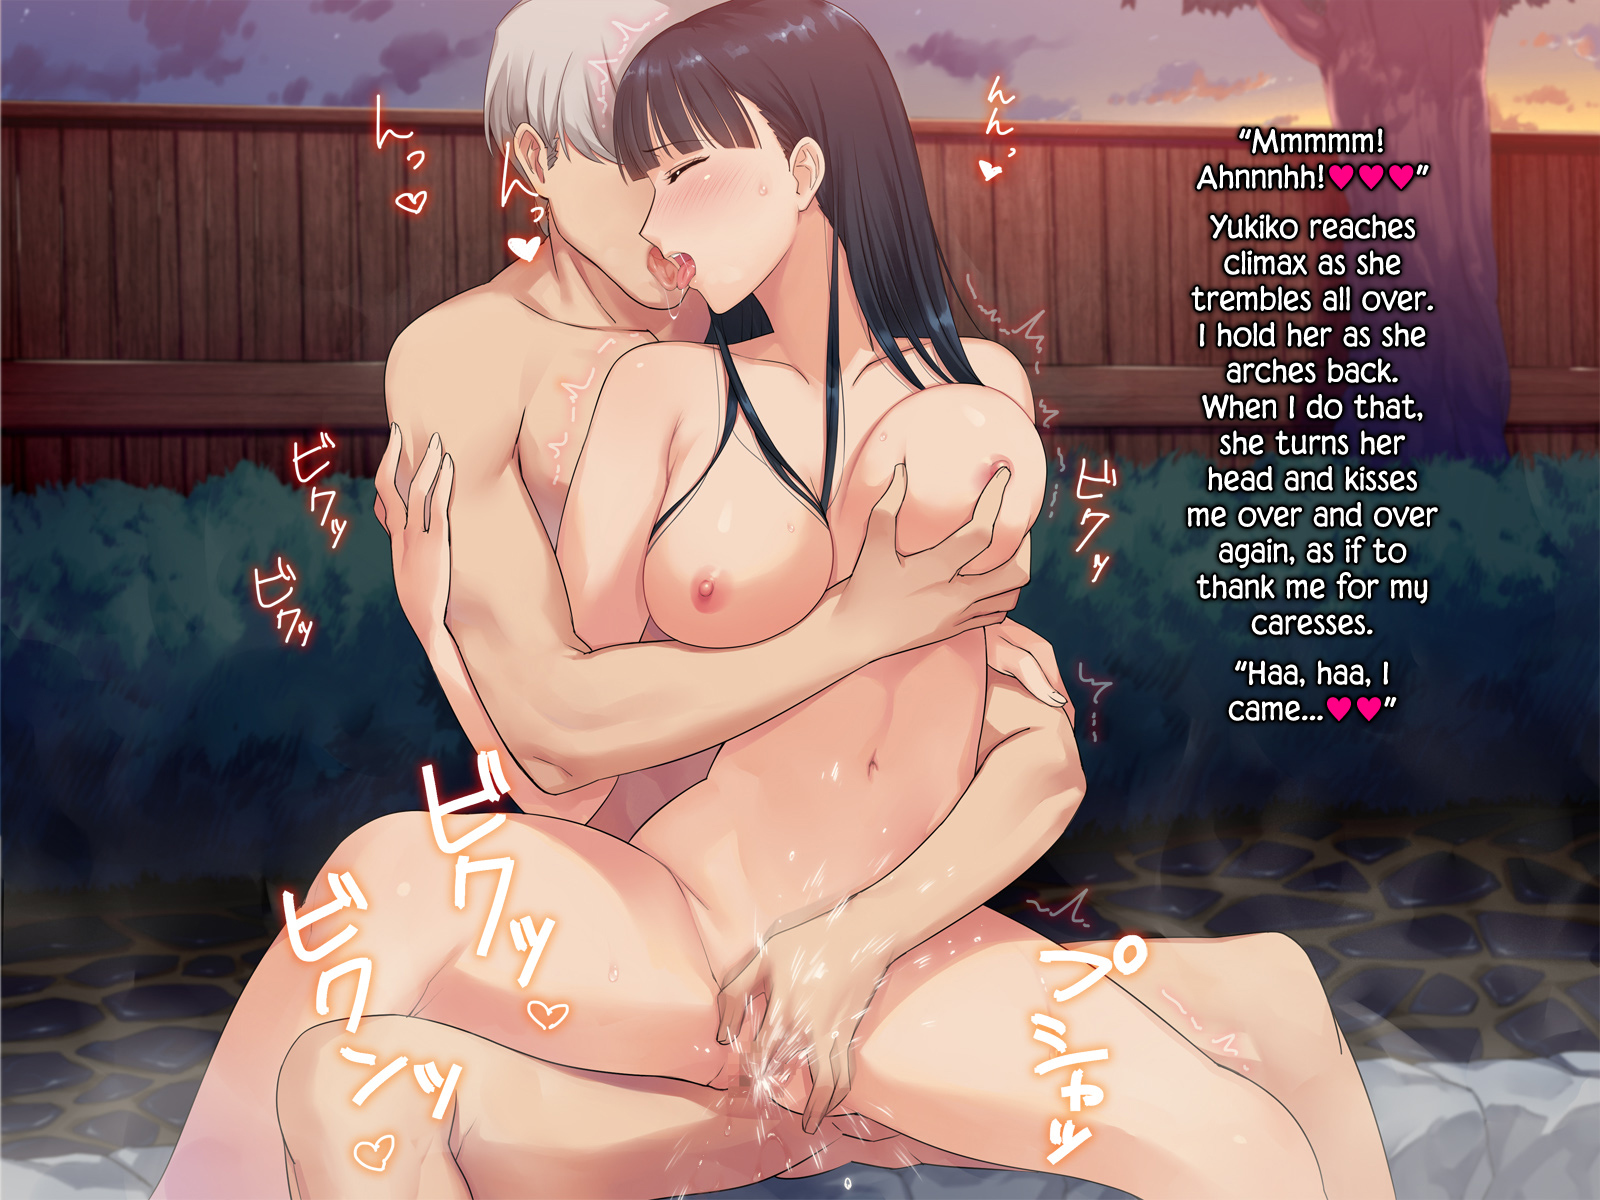 んっ♡
んっ♡
んんっ♡
ビクッ
ビクッ
ビクッ
ビクッ
ビクンッ
プシャッ
“Mmmmm!
Ahnnnhh!♥♥♥”
Yukiko reaches
climax as she
trembles all over.
I hold her as she
arches back.
When I do that,
she turns her
head and kisses
me over and over
again, as if to
thank me for my
caresses.
“Haa, haa, I
came...♥♥”